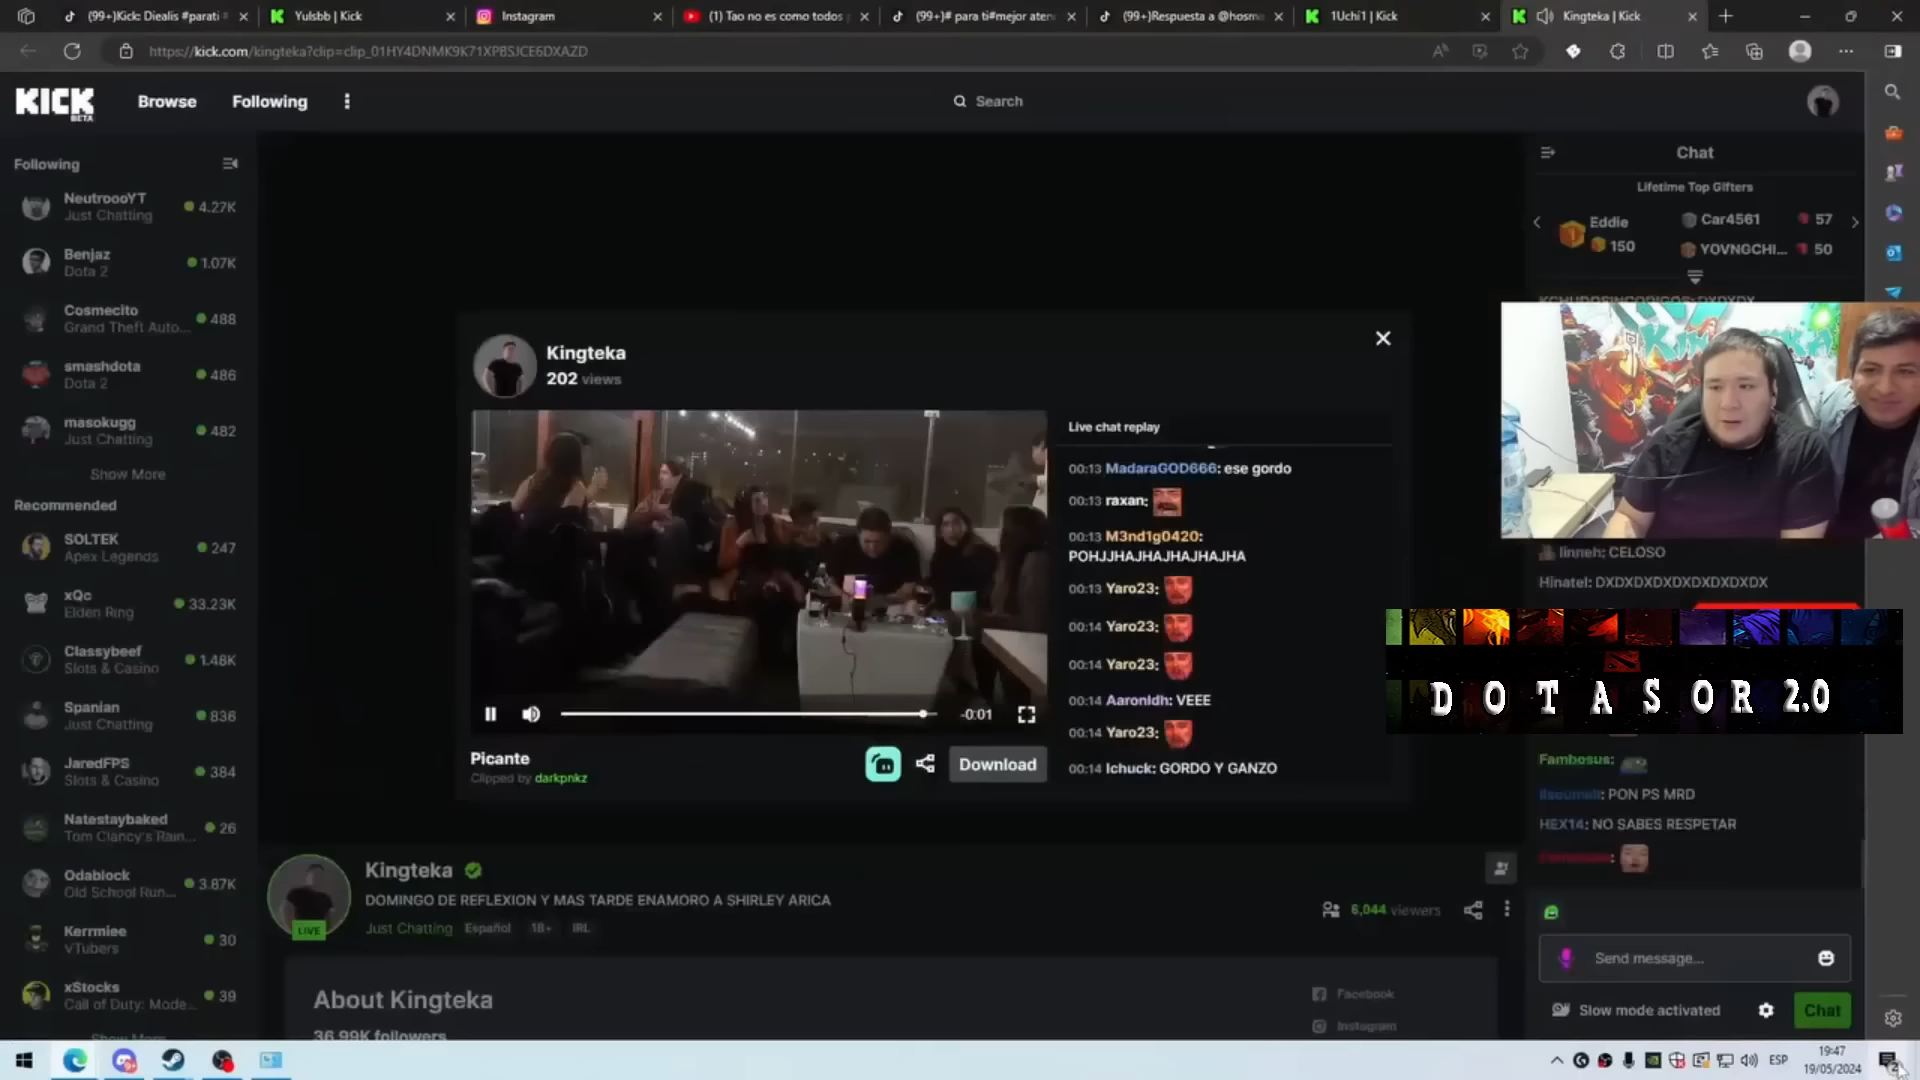 (99+)Kick: Diealis #parati #
Yulsbb | Kick
Instagram
(1) Tao no es como todos
(99+)# para ti#mejor aten
(99+)Respuesta a @hosma
1Uchi1 | Kick
Kingteka | Kick
https://kick.com/kingteka?clip=clip_01HY4DNMK9K71XPBSJCE6DXAZD
KICK
BETA
Browse
Following
Search
Following
NeutroooYT
Just Chatting
4.27K
Benjaz
Dota 2
1.07K
Cosmecito
Grand Theft Auto...
488
smashdota
Dota 2
486
masokugg
Just Chatting
482
Show More
Recommended
SOLTEK
Apex Legends
247
xQc
Elden Ring
33.23K
Classybeef
Slots & Casino
1.48K
Spanian
Just Chatting
836
JaredFPS
Slots & Casino
384
Natestaybaked
Tom Clancy's Rain...
26
Odablock
Old School Run...
3.87K
Kerrmiee
VTubers
30
xStocks
Call of Duty: Mode...
39
Show More
Kingteka
202 views
-0:01
Picante
Clipped by darkpnkz
Download
Live chat replay
00:13 MadaraGOD666: ese gordo
00:13 raxan:
00:13 M3nd1g0420:
POHJJHAJHAJHAJHAJHA
00:13 Yaro23:
00:14 Yaro23:
00:14 Yaro23:
00:14 Aaronldh: VEEE
00:14 Yaro23:
00:14 Ichuck: GORDO Y GANZO
Kingteka
LIVE
DOMINGO DE REFLEXION Y MAS TARDE ENAMORO A SHIRLEY ARICA
Just Chatting Español 18+ IRL
6,044 viewers
About Kingteka
36.99K followers
Facebook
Instagram
Chat
Lifetime Top Gifters
Eddie
150
Car4561 57
YOVNGCHI... 50
linneh: CELOSO
Hinatel: DXDXDXDXDXDXDXDXDX
DOTASOR 2.0
Fambosus:
PON PS MRD
HEX14: NO SABES RESPETAR
Send message...
Slow mode activated
Chat
ESP
19:47
19/05/2024